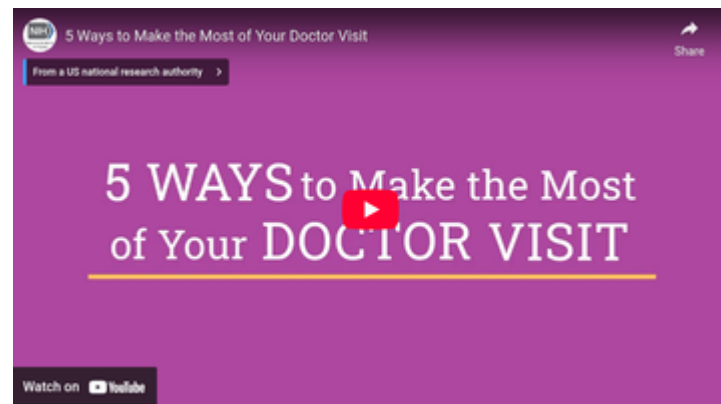 NIH
5 Ways to Make the Most of Your Doctor Visit
Share
From a US national research authority
5 WAYS to Make the Most
of Your DOCTOR VISIT
Watch on YouTube